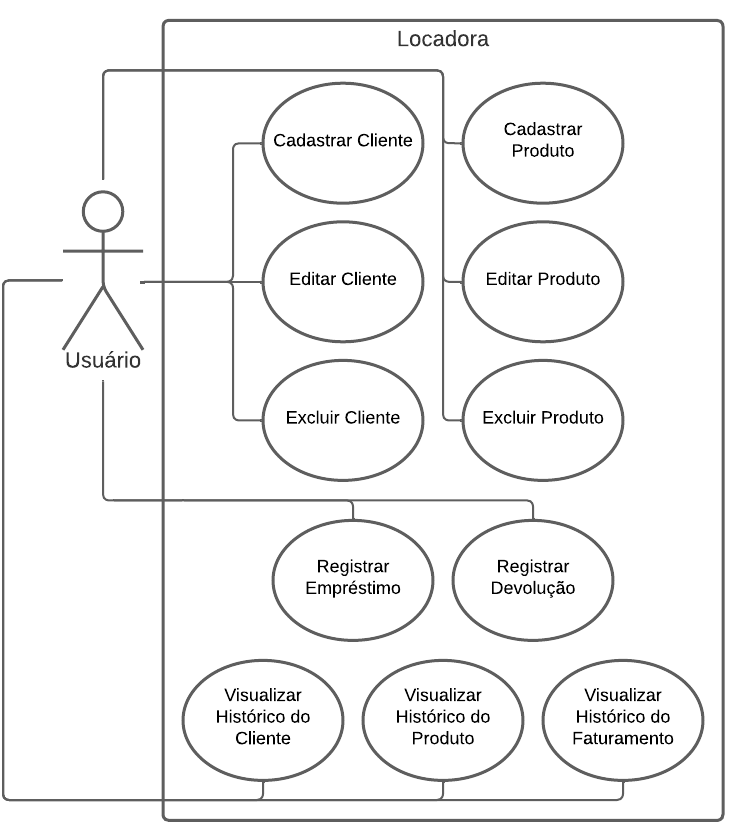 Locadora
Cadastrar Cliente
Cadastrar
Produto
Editar Cliente
Editar Produto
Usuário
Excluir Cliente
Excluir Produto
Registrar
Empréstimo
Registrar
Devolução
Visualizar
Histórico do
Cliente
Visualizar
Histórico do
Produto
Visualizar
Histórico do
Faturamento